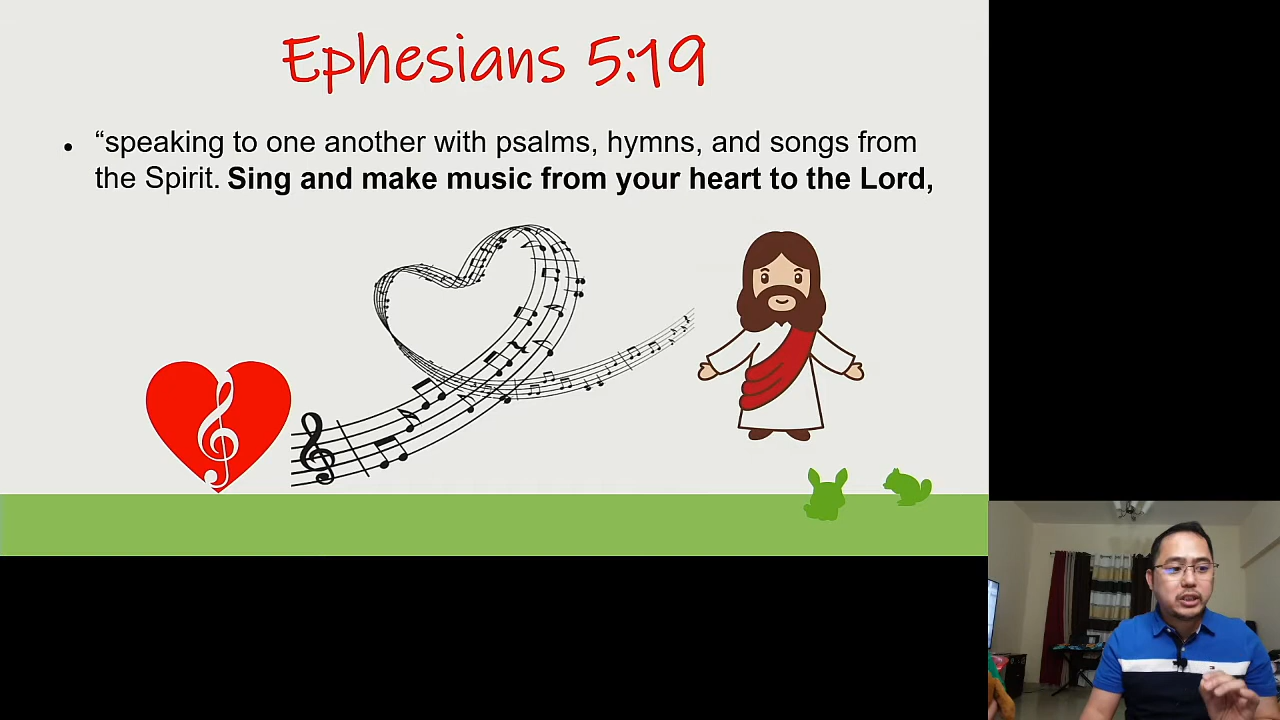 Ephesians 5:19
• “speaking to one another with psalms, hymns, and songs from
the Spirit. Sing and make music from your heart to the Lord,